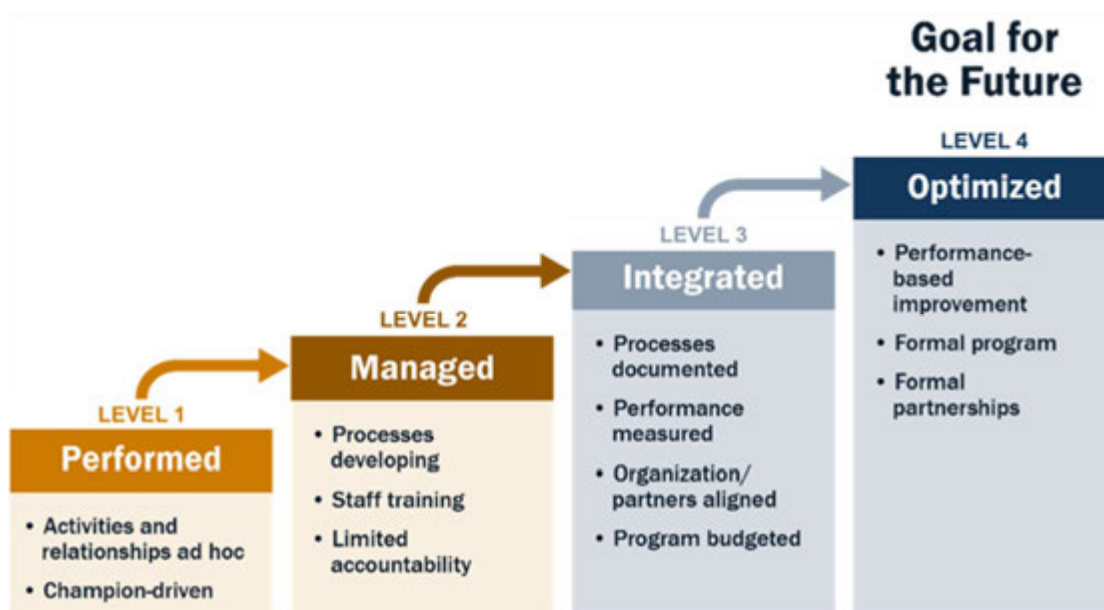 Goal for
the Future
LEVEL 1
Performed
• Activities and
relationships ad hoc
• Champion-driven
LEVEL 2
Managed
• Processes
developing
• Staff training
• Limited
accountability
LEVEL 3
Integrated
• Processes
documented
• Performance
measured
• Organization/
partners aligned
• Program budgeted
LEVEL 4
Optimized
• Performance-
based
improvement
• Formal program
• Formal
partnerships